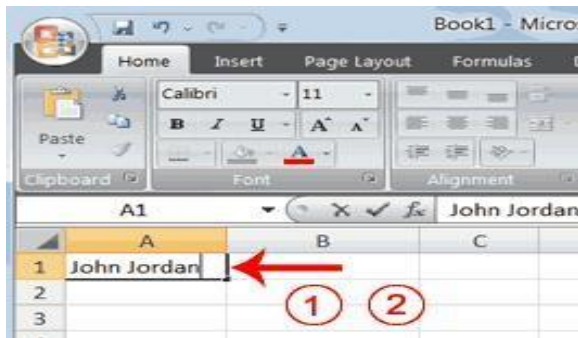 Book1 - Micro
Home Insert Page Layout Formulas
Calibri 11
Paste B I U A A
A
Clipboard Font Alignment
A1 fx John Jordan
A B C
1 John Jordan
2 1 2
3